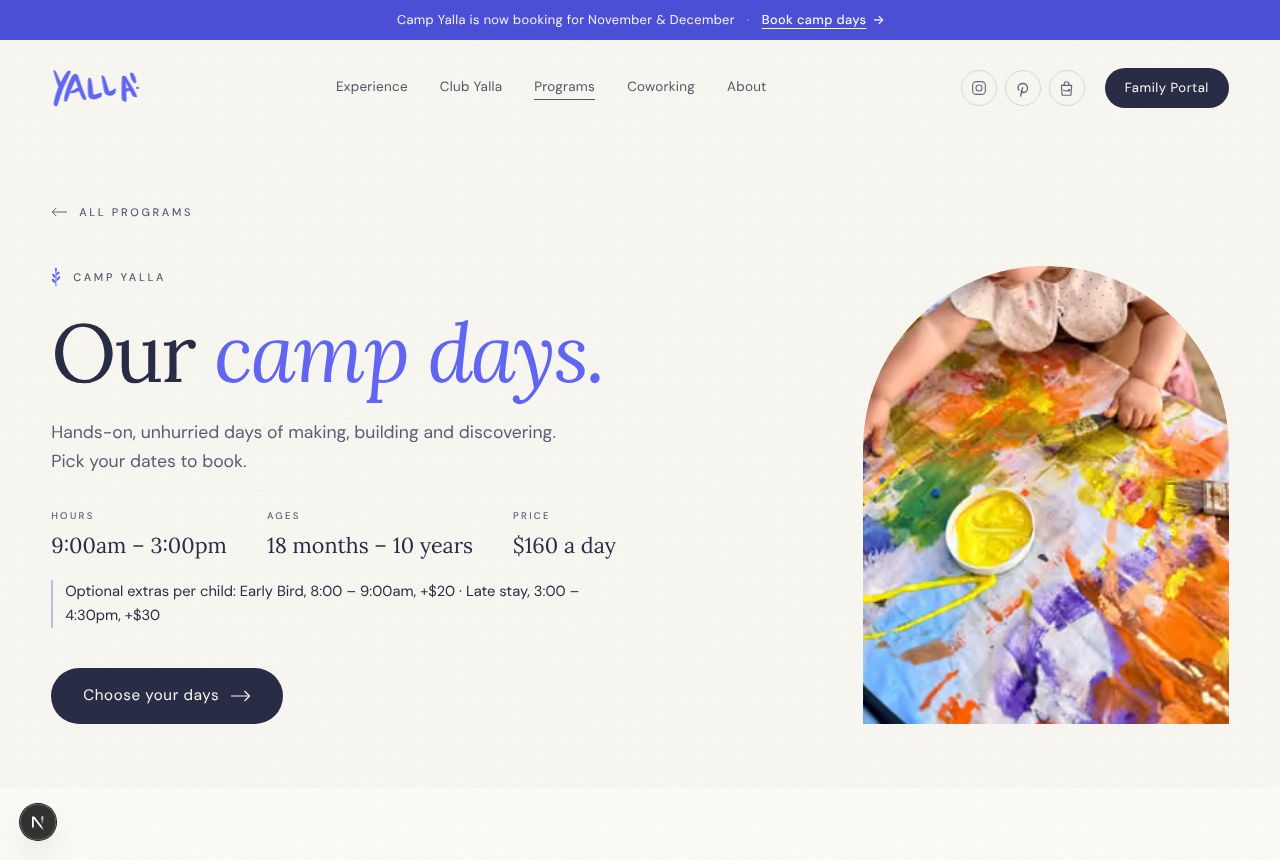 Camp Yalla is now booking for November & December · Book camp days →
YALLA
Experience Club Yalla Programs Coworking About
Family Portal
← ALL PROGRAMS
CAMP YALLA
Our camp days.
Hands-on, unhurried days of making, building and discovering.
Pick your dates to book.
HOURS AGES PRICE
9:00am – 3:00pm 18 months – 10 years $160 a day
Optional extras per child: Early Bird, 8:00 – 9:00am, +$20 · Late stay, 3:00 –
4:30pm, +$30
Choose your days →
N